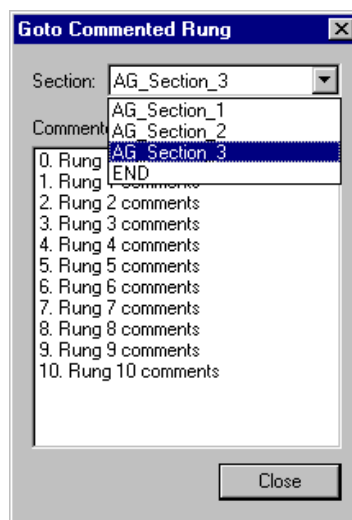 Goto Commented Rung
Section: AG_Section_3
AG_Section_1
AG_Section_2
AG_Section_3
END
0. Rung
1. Rung comments
2. Rung 2 comments
3. Rung 3 comments
4. Rung 4 comments
5. Rung 5 comments
6. Rung 6 comments
7. Rung 7 comments
8. Rung 8 comments
9. Rung 9 comments
10. Rung 10 comments
Close